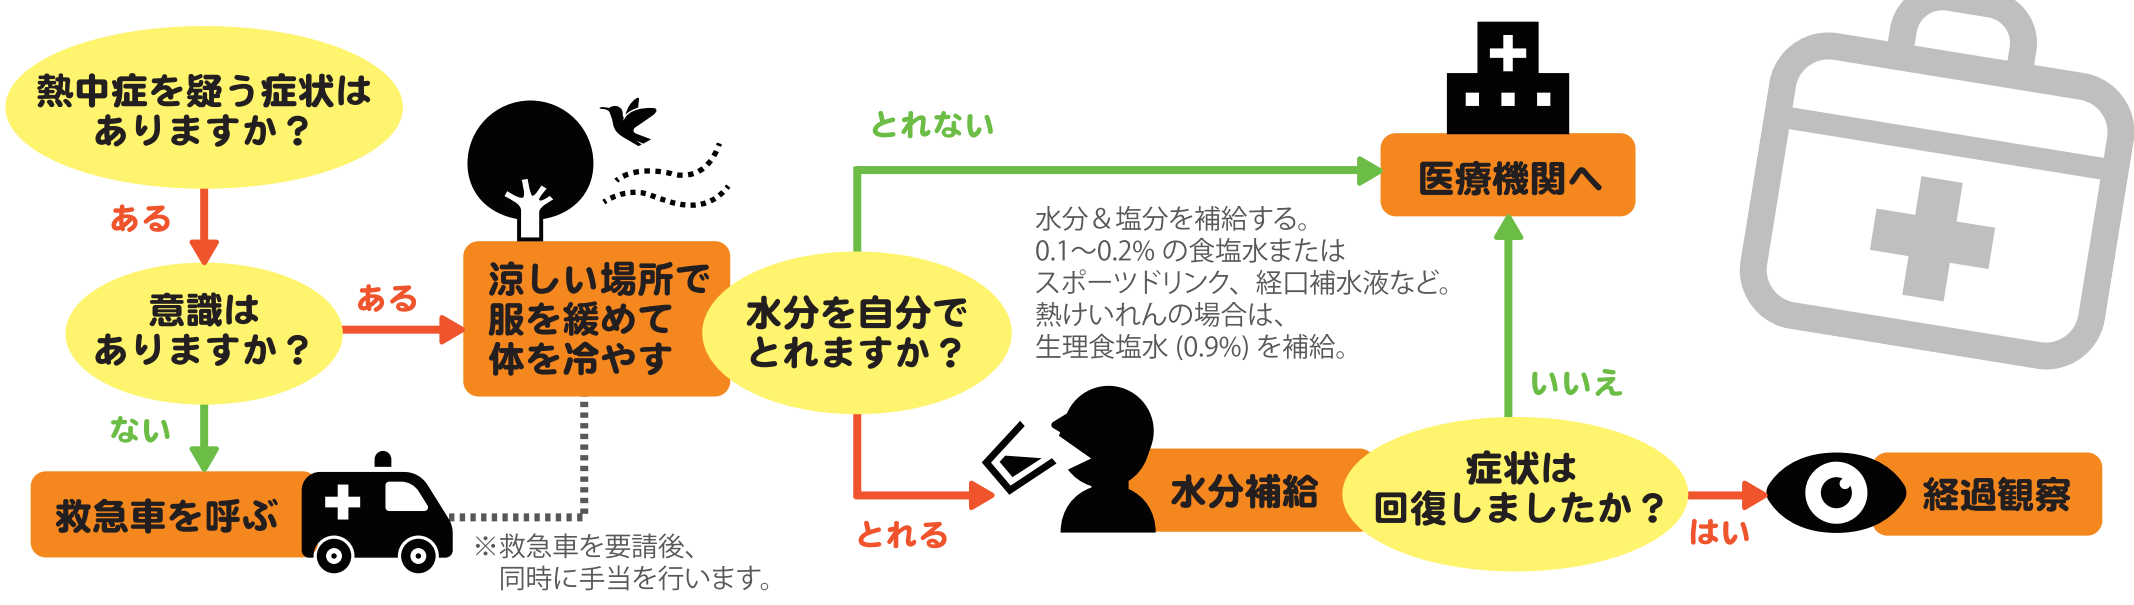 熱中症を疑う症状は
ありますか？
ある
意識は
ありますか？
ある
ない
救急車を呼ぶ
※救急車を要請後、
同時に手当を行います。
涼しい場所で
服を緩めて
体を冷やす
水分を自分で
とれますか？
とれない
医療機関へ
水分＆塩分を補給する。
0.1～0.2% の食塩水または
スポーツドリンク、経口補水液など。
熱けいれんの場合は、
生理食塩水 (0.9%) を補給。
とれる
水分補給
症状は
回復しましたか？
いいえ
はい
経過観察